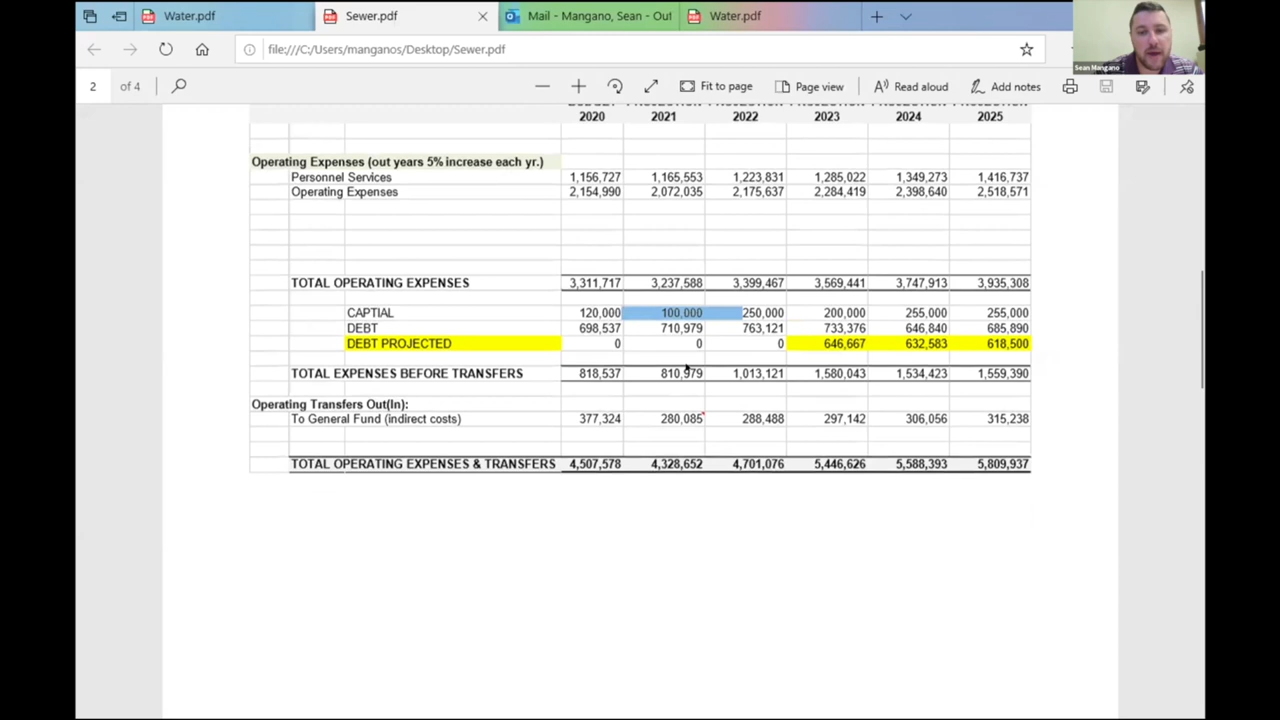 Water.pdf Sewer.pdf Mail - Mangano, Sean - Out Water.pdf
file:///C:/Users/manganos/Desktop/Sewer.pdf
Sean Mangano
2 of 4 Fit to page Page view Read aloud Add notes
2020 2021 2022 2023 2024 2025
Operating Expenses (out years 5% increase each yr.)
Personnel Services 1,156,727 1,165,553 1,223,831 1,285,022 1,349,273 1,416,737
Operating Expenses 2,154,990 2,072,035 2,175,637 2,284,419 2,398,640 2,518,571
TOTAL OPERATING EXPENSES 3,311,717 3,237,588 3,399,467 3,569,441 3,747,913 3,935,308
CAPTIAL 120,000 100,000 250,000 200,000 255,000 255,000
DEBT 698,537 710,979 763,121 733,376 646,840 685,890
DEBT PROJECTED 0 0 0 646,667 632,583 618,500
TOTAL EXPENSES BEFORE TRANSFERS 818,537 810,979 1,013,121 1,580,043 1,534,423 1,559,390
Operating Transfers Out(In):
To General Fund (indirect costs) 377,324 280,085 288,488 297,142 306,056 315,238
TOTAL OPERATING EXPENSES & TRANSFERS 4,507,578 4,328,652 4,701,076 5,446,626 5,588,393 5,809,937